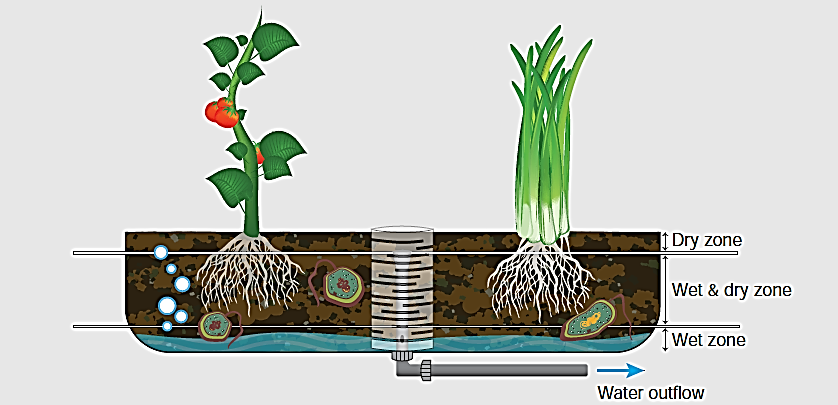 Dry zone
Wet & dry zone
Wet zone
Water outflow